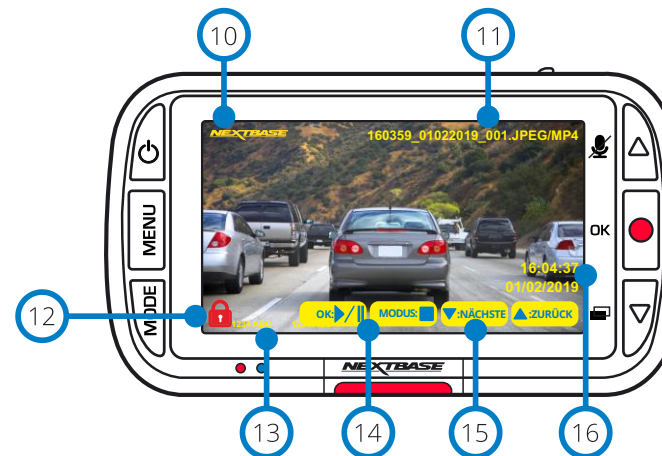 10
11
NEXTBASE
160359_01022019_001.JPEG/MP4
MENU
OK
16:04:37
01/02/2019
MODE
12
OK:
MODUS:
:NÄCHSTE
:ZURÜCK
NEXTBASE
13
14
15
16